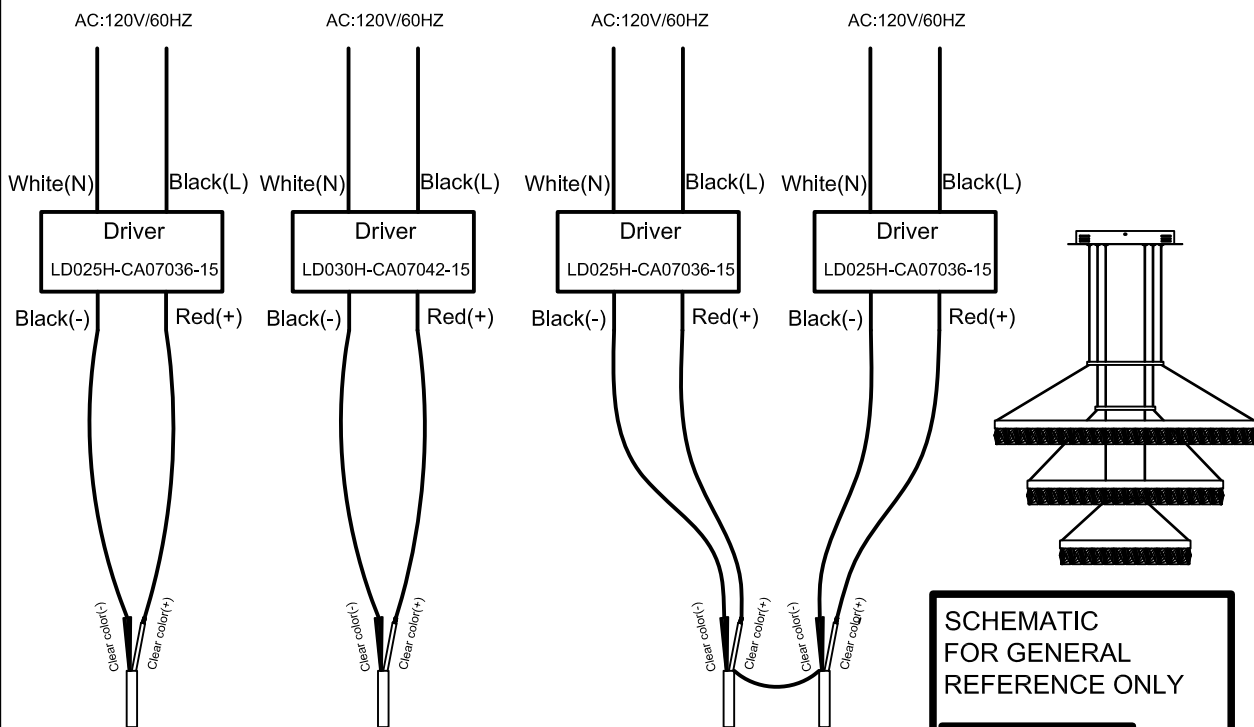 AC:120V/60HZ AC:120V/60HZ AC:120V/60HZ AC:120V/60HZ
White(N) Black(L) White(N) Black(L) White(N) Black(L) White(N) Black(L)
Driver Driver Driver Driver
LD025H-CA07036-15 LD030H-CA07042-15 LD025H-CA07036-15 LD025H-CA07036-15
Black(-) Red(+) Black(-) Red(+) Black(-) Red(+) Black(-) Red(+)
Clear color(-) Clear color(+) Clear color(-) Clear color(+) Clear color(-) Clear color(+) Clear color(-) Clear color(+)
SCHEMATIC
FOR GENERAL
REFERENCE ONLY